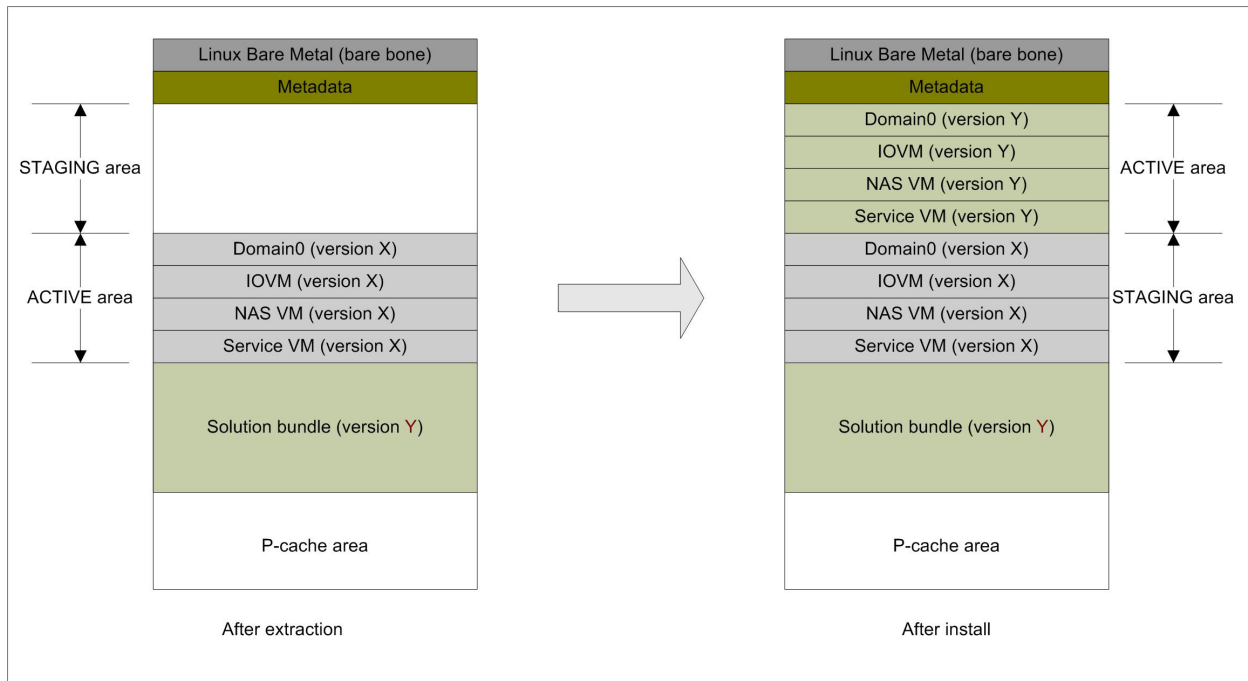 Linux Bare Metal (bare bone)
Metadata
STAGING area
Domain0 (version X)
IOVM (version X)
ACTIVE area
NAS VM (version X)
Service VM (version X)
Solution bundle (version Y)
P-cache area
After extraction
Linux Bare Metal (bare bone)
Metadata
Domain0 (version Y)
IOVM (version Y)
ACTIVE area
NAS VM (version Y)
Service VM (version Y)
Domain0 (version X)
IOVM (version X)
STAGING area
NAS VM (version X)
Service VM (version X)
Solution bundle (version Y)
P-cache area
After install